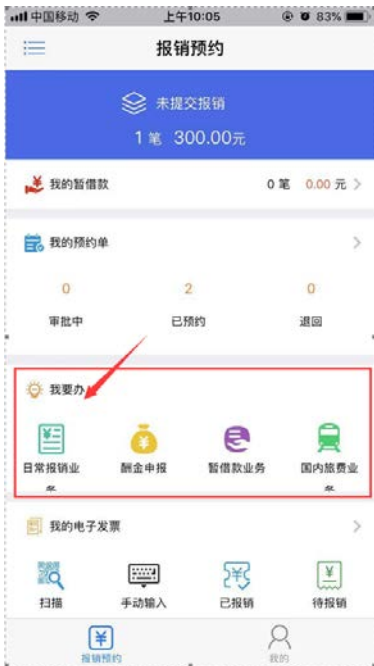 中国移动 上午10:05 83%
报销预约
未提交报销
1 笔 300.00元
我的暂借款 0 笔 0.00 元
我的预约单
0 2 0
审批中 已预约 退回
我要办
日常报销业务 酬金申报 暂借款业务 国内旅费业务
我的电子发票
扫描 手动输入 已报销 待报销
报销预约 我的